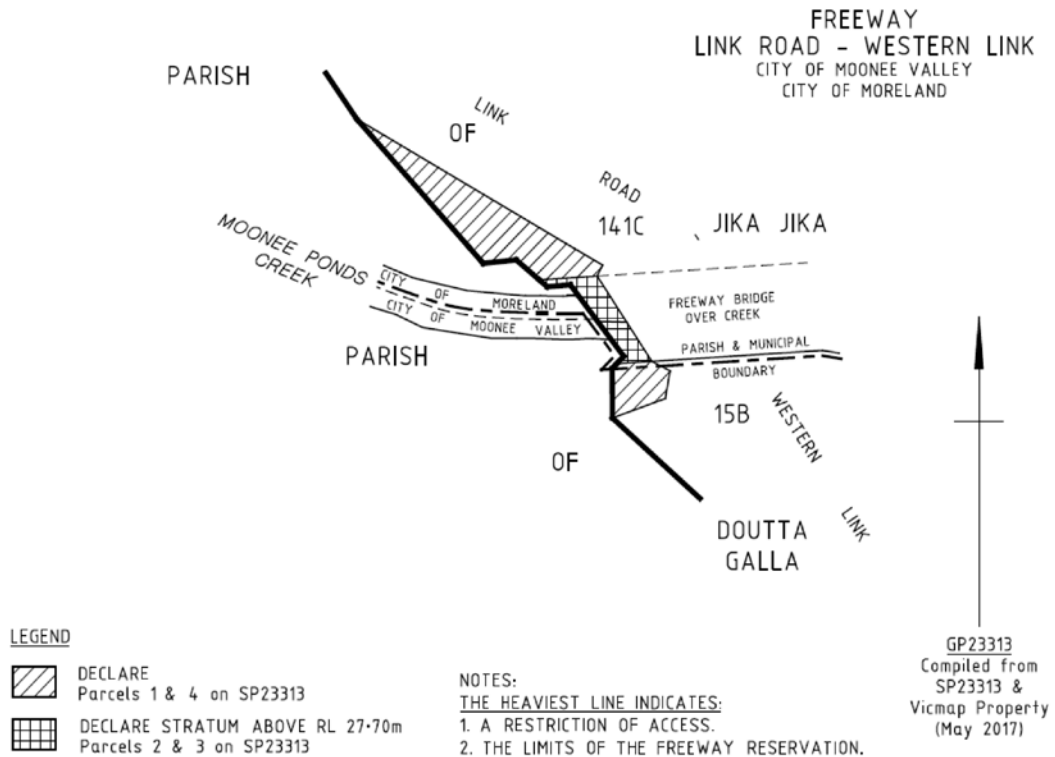 FREEWAY
LINK ROAD - WESTERN LINK
CITY OF MOONEE VALLEY
CITY OF MORELAND
PARISH
OF
LINK
ROAD
141C
JIKA JIKA
MOONEE PONDS
CREEK
CITY OF MORELAND
CITY OF MOONEE VALLEY
FREEWAY BRIDGE
OVER CREEK
PARISH & MUNICIPAL
BOUNDARY
PARISH
15B
WESTERN
LINK
OF
DOUTTA
GALLA
LEGEND
DECLARE
Parcels 1 & 4 on SP23313
DECLARE STRATUM ABOVE RL 27·70m
Parcels 2 & 3 on SP23313
NOTES:
THE HEAVIEST LINE INDICATES:
1. A RESTRICTION OF ACCESS.
2. THE LIMITS OF THE FREEWAY RESERVATION.
GP23313
Compiled from
SP23313 &
Vicmap Property
(May 2017)